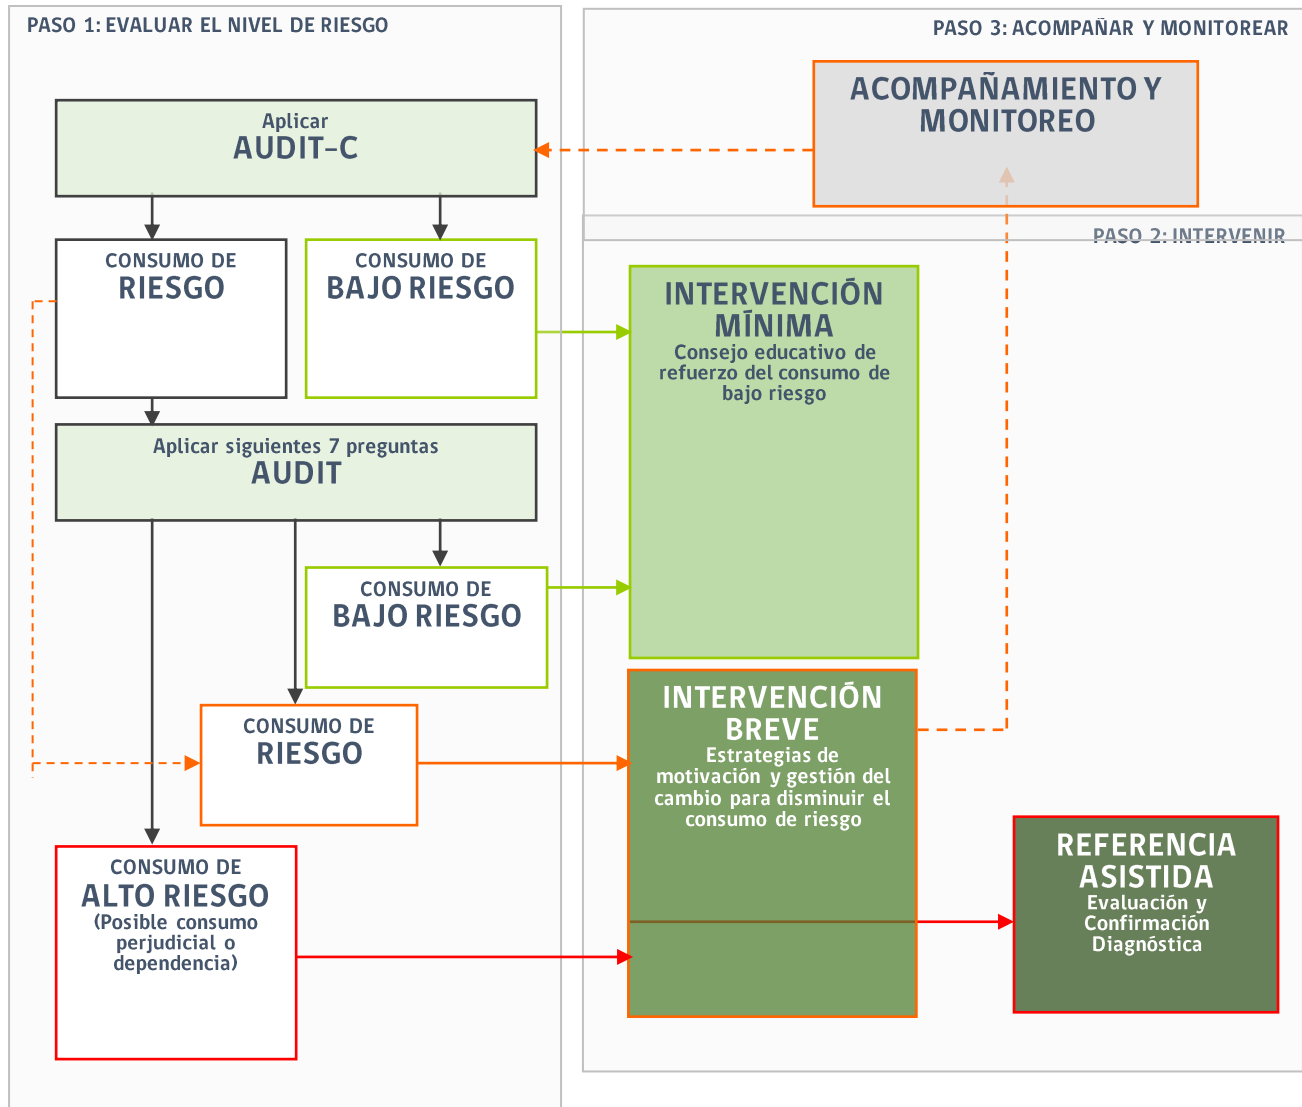 PASO 1: EVALUAR EL NIVEL DE RIESGO
Aplicar
AUDIT-C
CONSUMO DE
RIESGO
CONSUMO DE
BAJO RIESGO
Aplicar siguientes 7 preguntas
AUDIT
CONSUMO DE
BAJO RIESGO
CONSUMO DE
RIESGO
CONSUMO DE
ALTO RIESGO
(Posible consumo
perjudicial o
dependencia)
PASO 3: ACOMPAÑAR Y MONITOREAR
ACOMPAÑAMIENTO Y
MONITOREO
PASO 2: INTERVENIR
INTERVENCIÓN
MÍNIMA
Consejo educativo de
refuerzo del consumo de
bajo riesgo
INTERVENCIÓN
BREVE
Estrategias de
motivación y gestión del
cambio para disminuir el
consumo de riesgo
REFERENCIA
ASISTIDA
Evaluación y
Confirmación
Diagnóstica